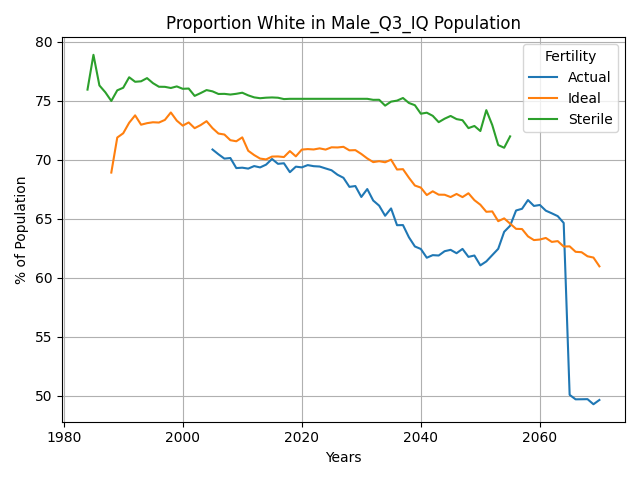 Proportion White in Male_Q3_IQ Population
% of Population
80
75
70
65
60
55
50
1980
2000
2020
2040
2060
Years
Fertility
Actual
Ideal
Sterile